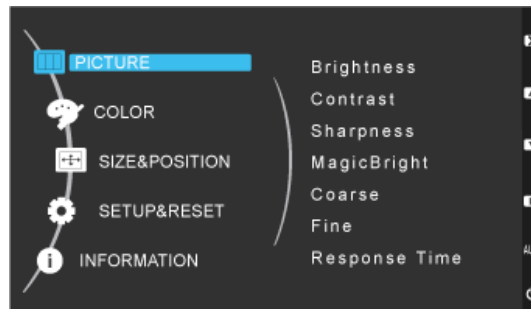 PICTURE
COLOR
SIZE&POSITION
SETUP&RESET
INFORMATION
Brightness
Contrast
Sharpness
MagicBright
Coarse
Fine
Response Time